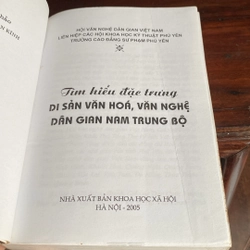 HỘI VĂN NGHỆ DÂN GIAN VIỆT NAM
LIÊN HIỆP CÁC HỘI KHOA HỌC KỸ THUẬT PHÚ YÊN
TRƯỜNG CAO ĐẲNG SƯ PHẠM PHÚ YÊN
Tìm hiểu đặc trưng
DI SẢN VĂN HOÁ, VĂN NGHỆ
DÂN GIAN NAM TRUNG BỘ
NHÀ XUẤT BẢN KHOA HỌC XÃ HỘI
HÀ NỘI - 2005